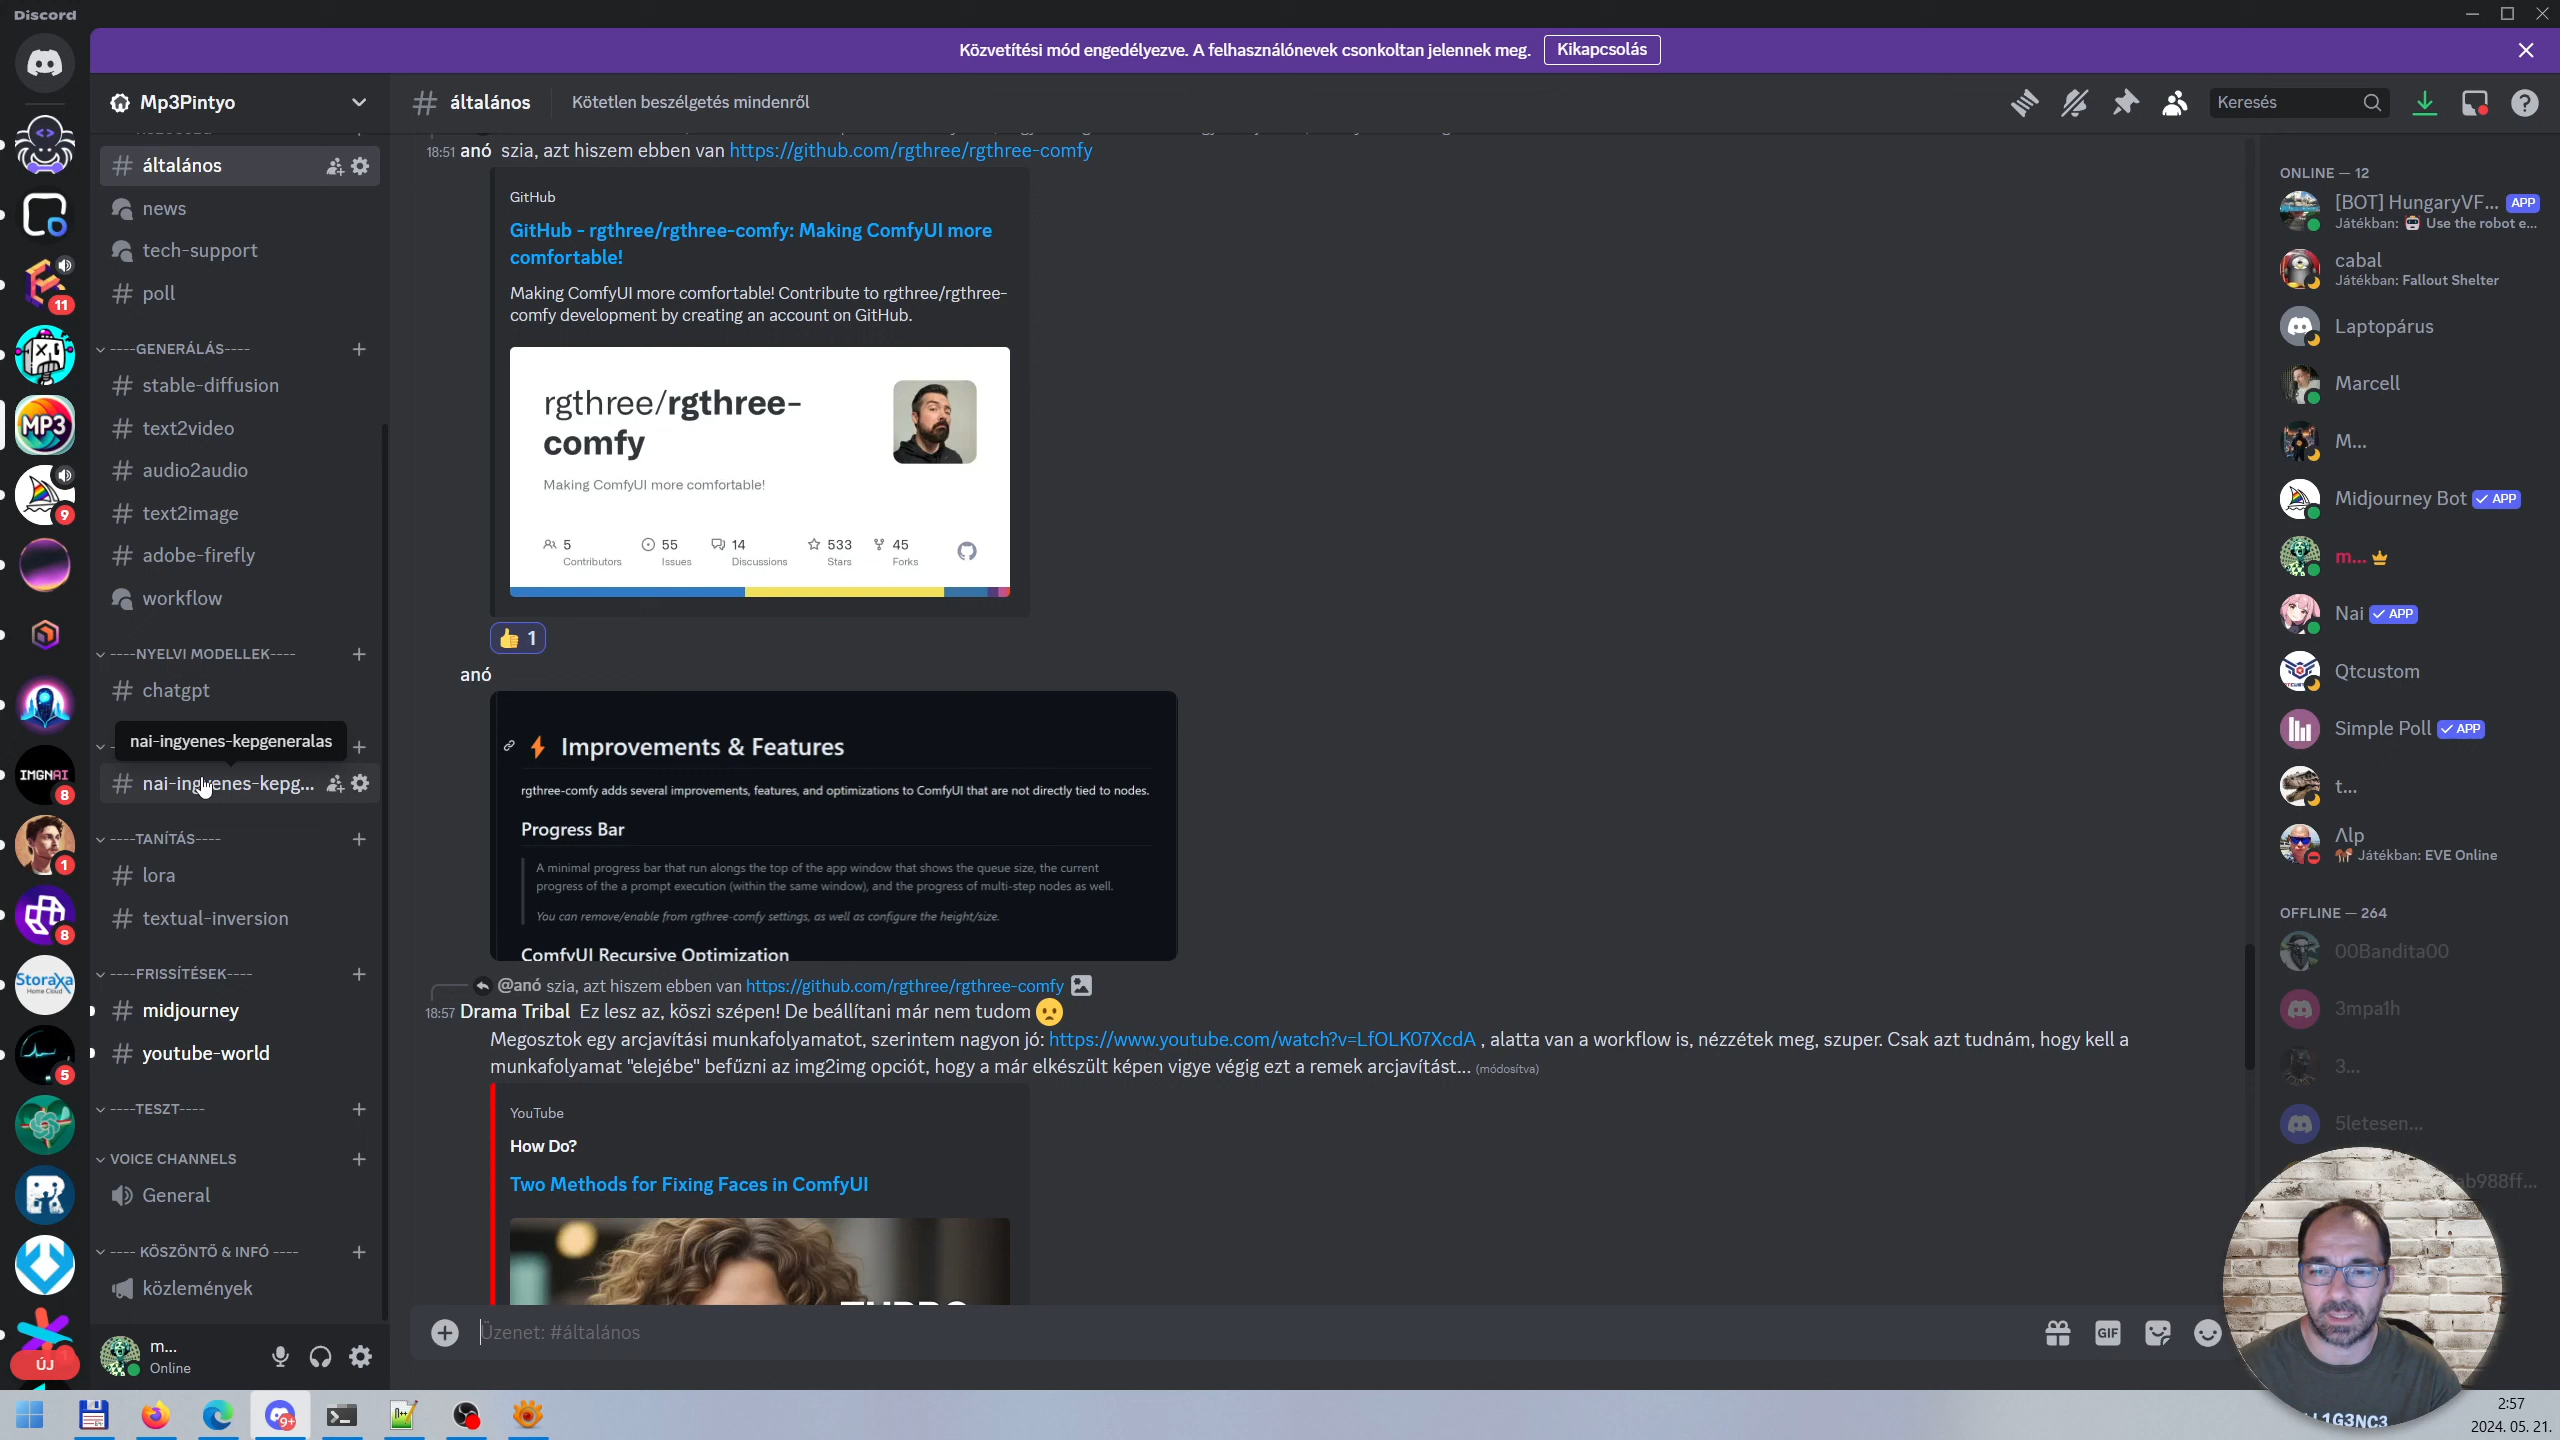 Discord
Közvetítési mód engedélyezve. A felhasználónevek csonkoltan jelennek meg.
Kikapcsolás
Mp3Pintyo
általános
Kötetlen beszélgetés mindenről
Keresés
általános
news
tech-support
poll
----GENERÁLÁS----
stable-diffusion
text2video
audio2audio
text2image
adobe-firefly
workflow
----NYELVI MODELLEK----
chatgpt
nai-ingyenes-kepgeneralas
nai-ingyenes-kepg...
----TANÍTÁS----
lora
textual-inversion
----FRISSÍTÉSEK----
midjourney
youtube-world
----TESZT----
VOICE CHANNELS
General
---- KÖSZÖNTŐ & INFÓ ----
közlemények
m...
Online
11
MP3
9
IMGNAI
8
1
8
Storaxa
Home Cloud
5
ÚJ
18:51 anó szia, azt hiszem ebben van https://github.com/rgthree/rgthree-comfy
GitHub
GitHub - rgthree/rgthree-comfy: Making ComfyUI more
comfortable!
Making ComfyUI more comfortable! Contribute to rgthree/rgthree-
comfy development by creating an account on GitHub.
rgthree/rgthree-
comfy
Making ComfyUI more comfortable!
5 55 14 533 45
Contributors Issues Discussions Stars Forks
1
anó
Improvements & Features
rgthree-comfy adds several improvements, features, and optimizations to ComfyUI that are not directly tied to nodes.
Progress Bar
A minimal progress bar that run alongs the top of the app window that shows the queue size, the current
progress of the a prompt execution (within the same window), and the progress of multi-step nodes as well.
You can remove/enable from rgthree-comfy settings, as well as configure the height/size.
ComfyUI Recursive Optimization
@anó szia, azt hiszem ebben van https://github.com/rgthree/rgthree-comfy
18:57 Drama Tribal Ez lesz az, köszi szépen! De beállítani már nem tudom
Megosztok egy arcjavítási munkafolyamatot, szerintem nagyon jó: https://www.youtube.com/watch?v=LfOLK07XcdA , alatta van a workflow is, nézzétek meg, szuper. Csak azt tudnám, hogy kell a
munkafolyamat "elejébe" befűzni az img2img opciót, hogy a már elkészült képen vigye végig ezt a remek arcjavítást... (módosítva)
YouTube
How Do?
Two Methods for Fixing Faces in ComfyUI
Üzenet: #általános
GIF
ONLINE — 12
[BOT] HungaryVF... APP
Játékban: Use the robot e...
cabal
Játékban: Fallout Shelter
Laptopárus
Marcell
M...
Midjourney Bot APP
m...
Nai APP
Qtcustom
Simple Poll APP
t...
Λlp
Játékban: EVE Online
OFFLINE — 264
00Bandita00
3mpa1h
3...
5letesen...
ab988ff...
9+
2:57
2024. 05. 21.